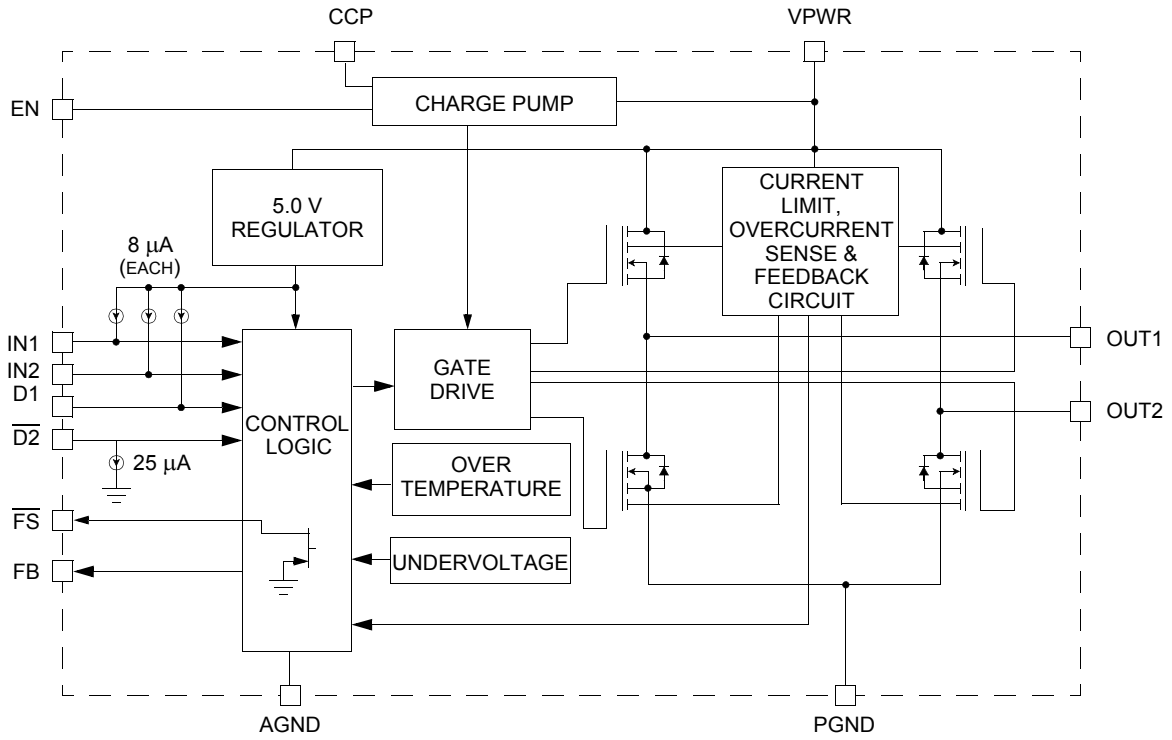 CCP
VPWR
EN
CHARGE PUMP
5.0 V
REGULATOR
CURRENT
LIMIT,
OVERCURRENT
SENSE &
FEEDBACK
CIRCUIT
8 μA
(EACH)
IN1
IN2
D1
D2
25 μA
FS
FB
CONTROL
LOGIC
GATE
DRIVE
OVER
TEMPERATURE
UNDERVOLTAGE
OUT1
OUT2
AGND
PGND